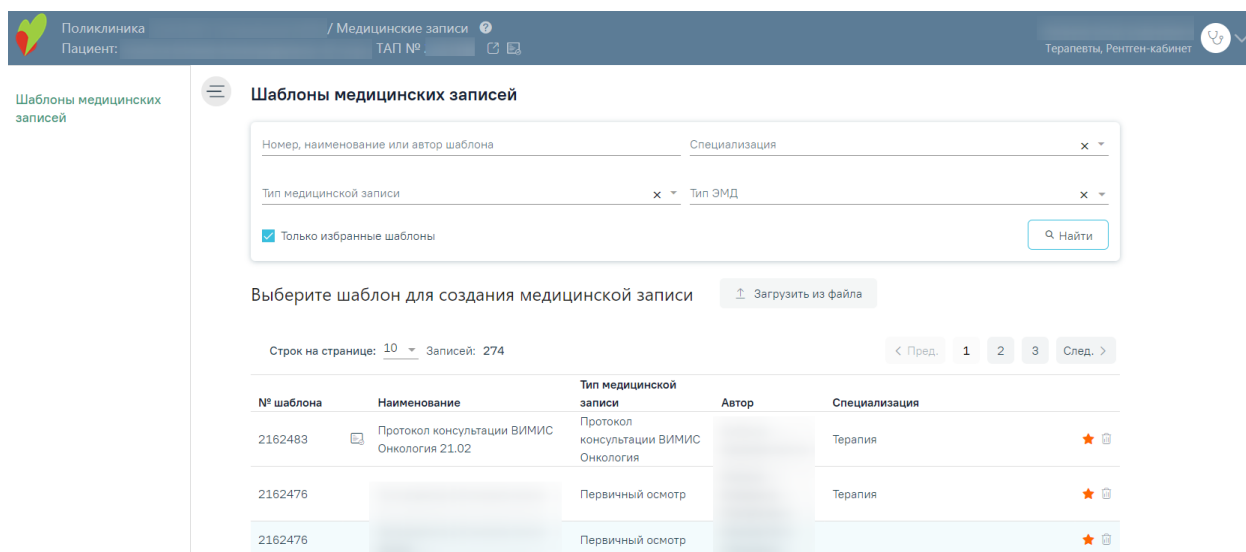 Поликлиника / Медицинские записи ?
Пациент: ТАП №
Терапевты, Рентген-кабинет
Шаблоны медицинских
записей
Шаблоны медицинских записей
Номер, наименование или автор шаблона
Специализация
Тип медицинской записи
Тип ЭМД
Только избранные шаблоны
Найти
Выберите шаблон для создания медицинской записи
Загрузить из файла
Строк на странице: 10 Записей: 274
< Пред. 1 2 3 След. >
№ шаблона Наименование Тип медицинской записи Автор Специализация
2162483
Протокол консультации ВИМИС
Онкология 21.02
Протокол
консультации ВИМИС
Онкология
Терапия
2162476 Первичный осмотр Терапия
2162476 Первичный осмотр